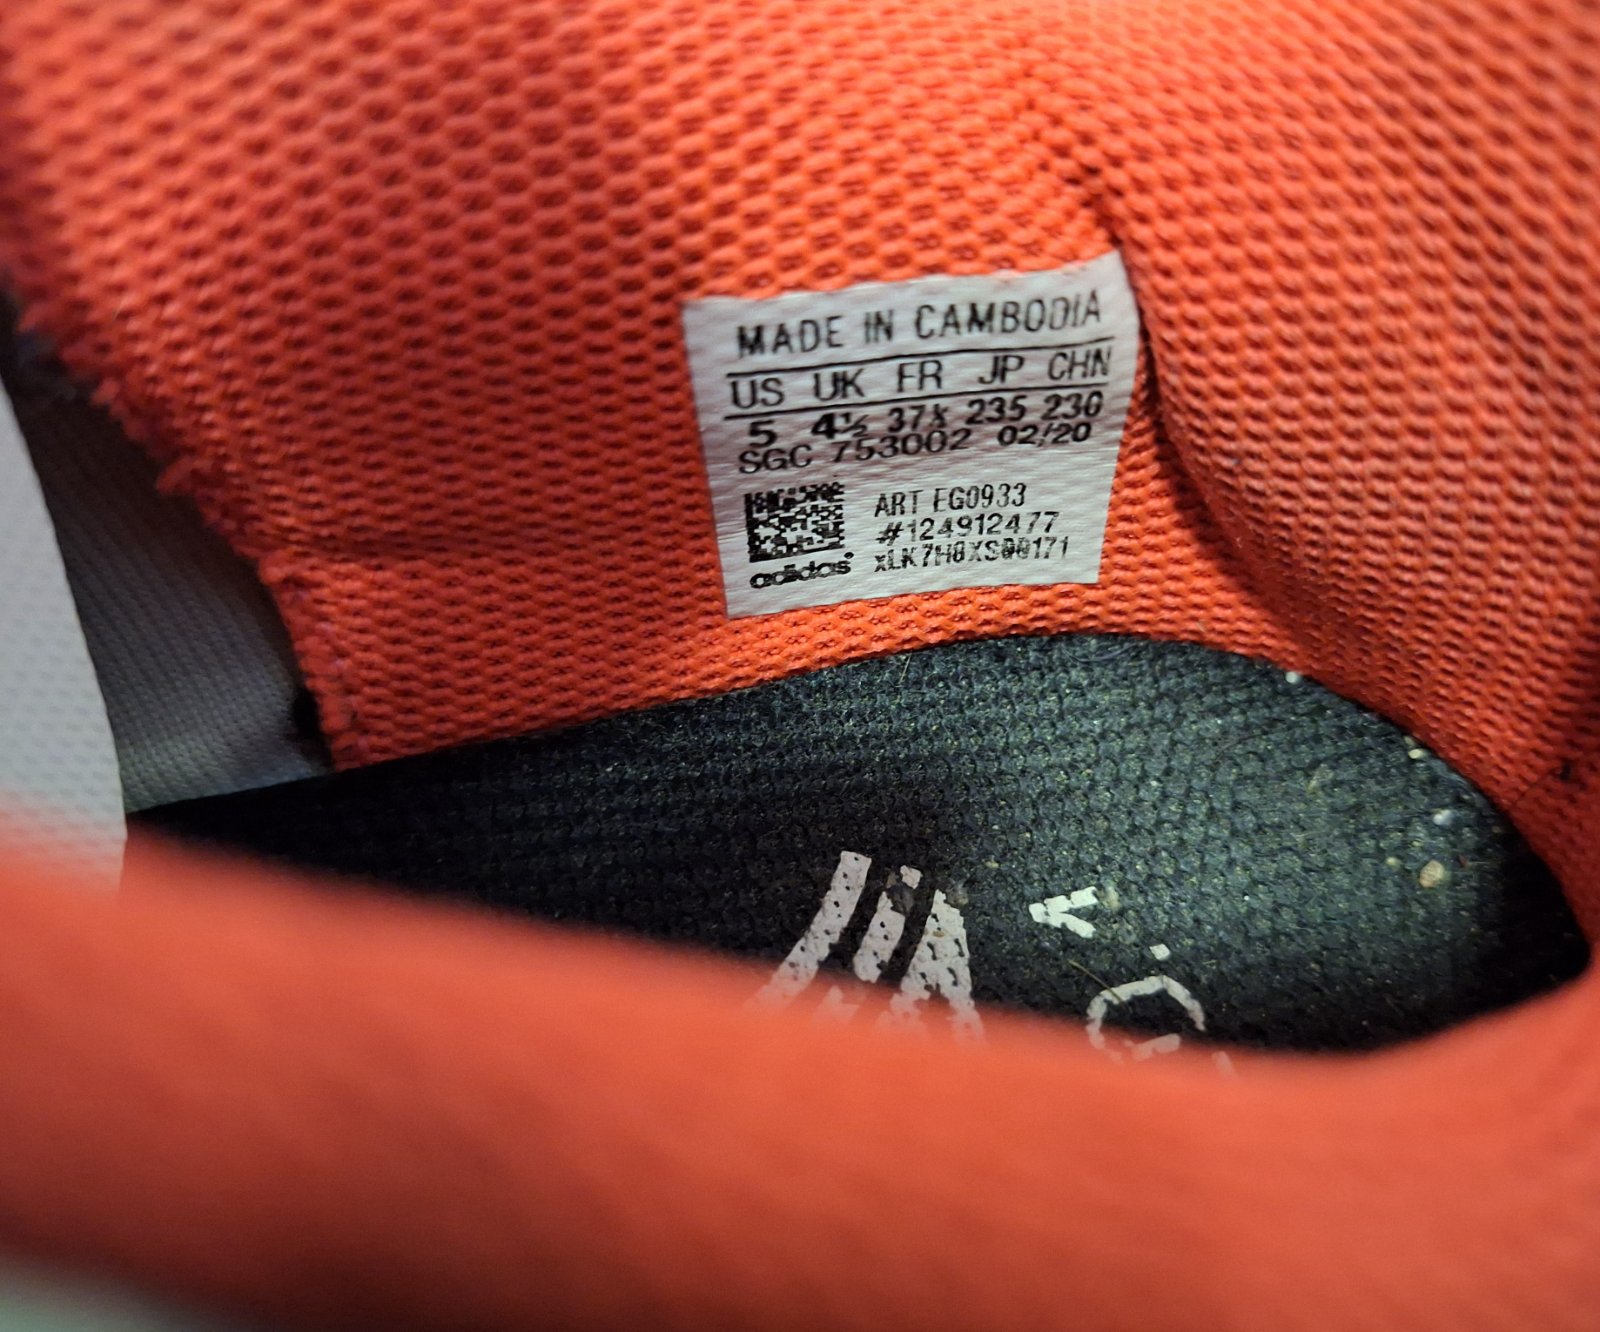 MADE IN CAMBODIA
US UK FR JP CHN
5 4½ 37⅓ 235 230
SGC 753002 02/20
ART EG0933
#124912477
xLK7H8XS00171
adidas